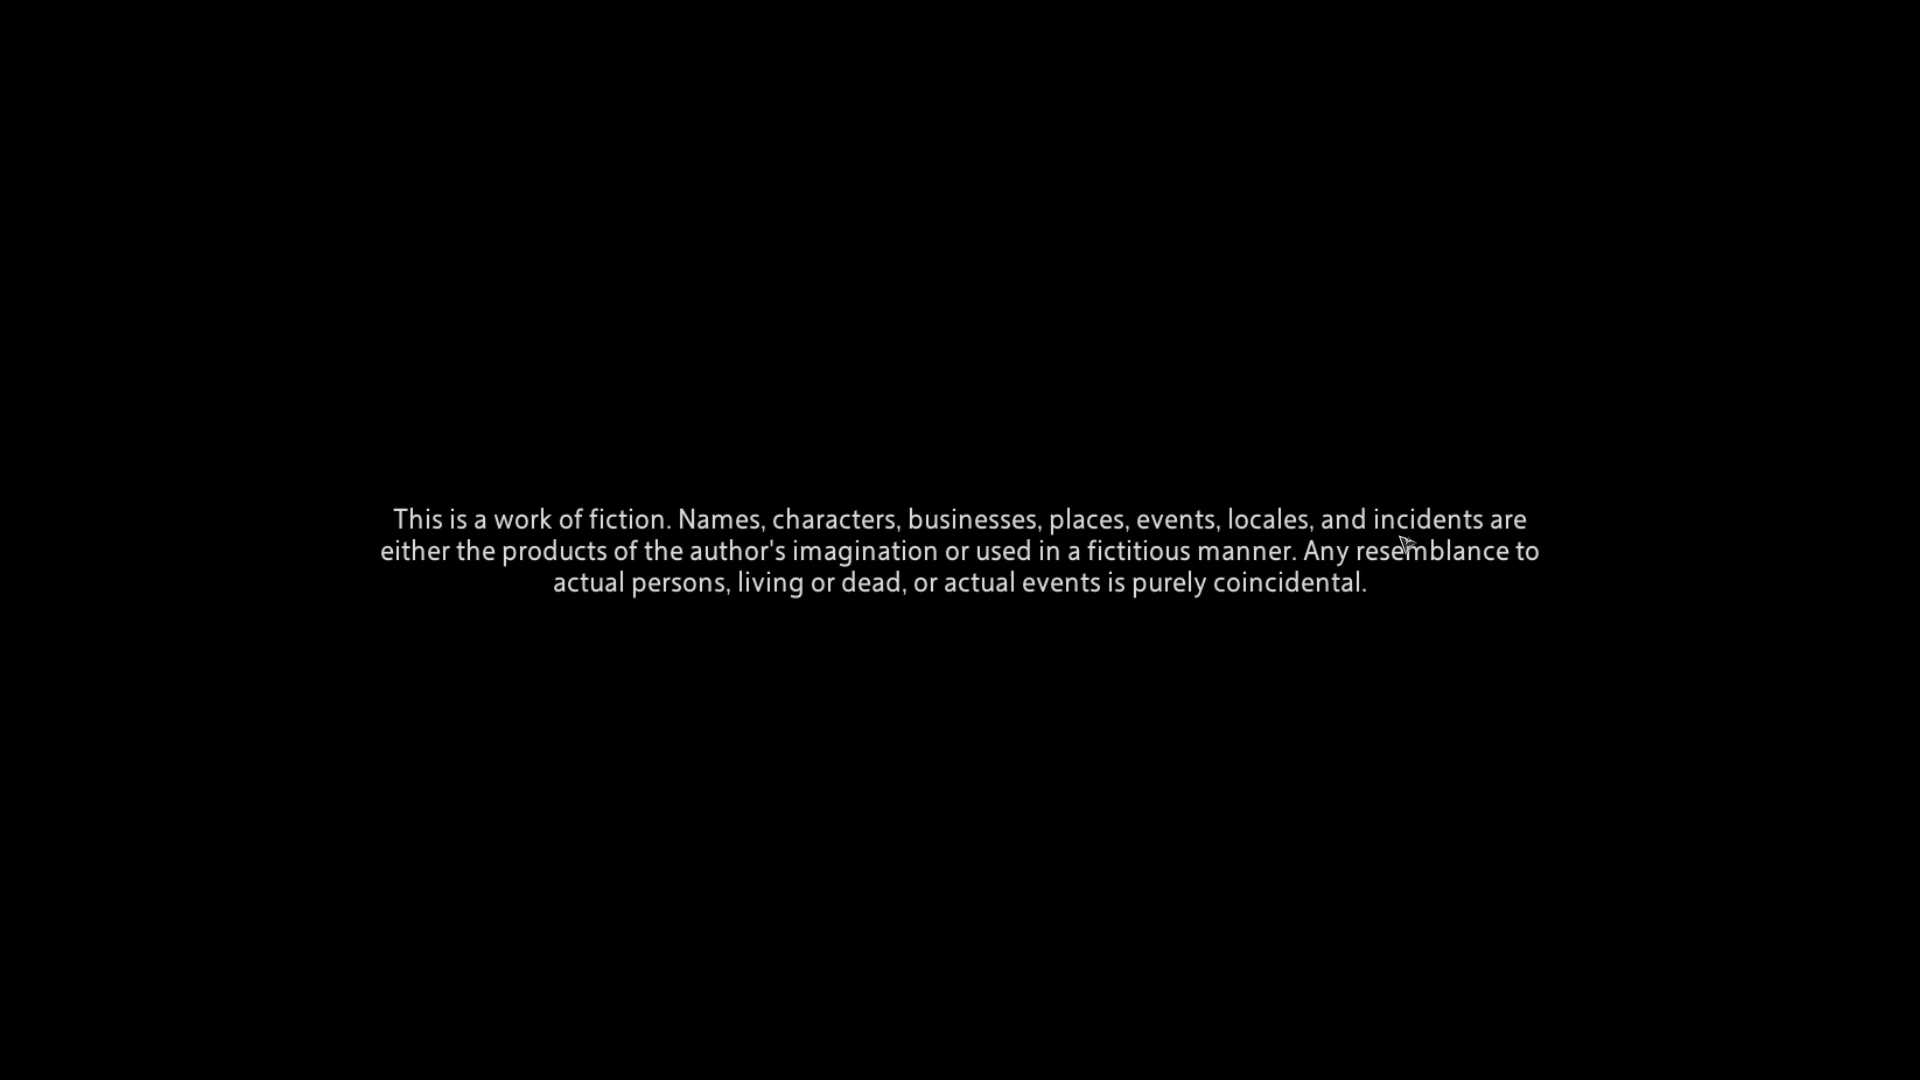 This is a work of fiction. Names, characters, businesses, places, events, locales, and incidents are
either the products of the author's imagination or used in a fictitious manner. Any resemblance to
actual persons, living or dead, or actual events is purely coincidental.